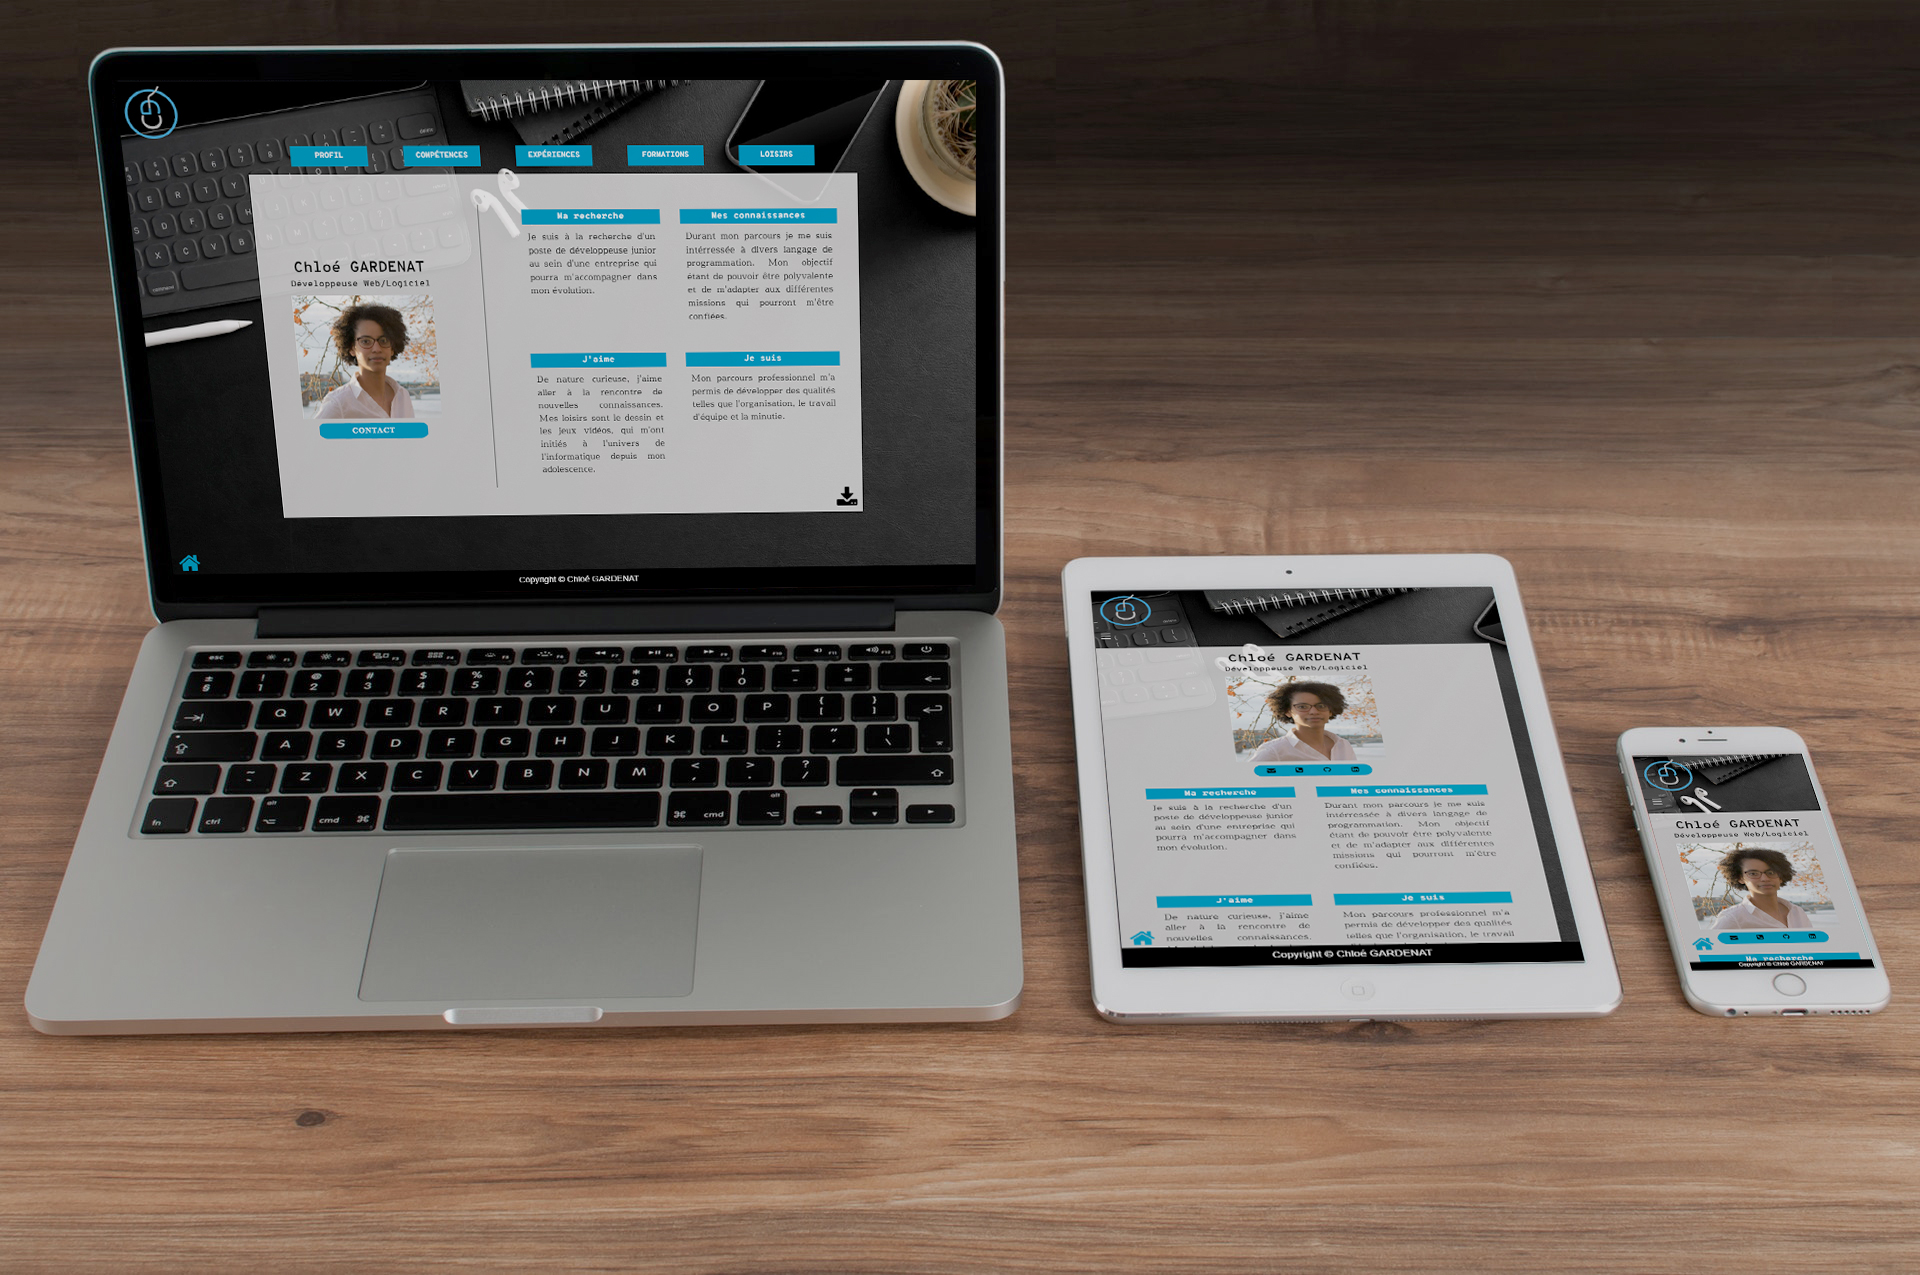 PROFIL
COMPÉTENCES
EXPÉRIENCES
FORMATIONS
LOISIRS
Chloé GARDENAT
Développeuse Web/Logiciel
CONTACT
Ma recherche
Je suis à la recherche d'un
poste de développeuse junior
au sein d'une entreprise qui
pourra m'accompagner dans
mon évolution.
Mes connaissances
Durant mon parcours je me suis
intérressée à divers langage de
programmation. Mon objectif
étant de pouvoir être polyvalente
et de m'adapter aux différentes
missions qui pourront m'être
confiées.
J'aime
De nature curieuse, j'aime
aller à la rencontre de
nouvelles connaissances.
Mes loisirs sont le dessin et
les jeux vidéos, qui m'ont
initiés à l'univers de
l'informatique depuis mon
adolescence.
Je suis
Mon parcours professionnel m'a
permis de développer des qualités
telles que l'organisation, le travail
d'équipe et la minutie.
Copyright © Chloé GARDENAT
esc
Q W E R T Y U I O P
A S D F G H J K L
Z X C V B N M
fn ctrl alt cmd cmd alt
Chloé GARDENAT
Développeuse Web/Logiciel
Ma recherche
Je suis à la recherche d'un
poste de développeuse junior
au sein d'une entreprise qui
pourra m'accompagner dans
mon évolution.
Mes connaissances
Durant mon parcours je me suis
intérressée à divers langage de
programmation. Mon objectif
étant de pouvoir être polyvalente
et de m'adapter aux différentes
missions qui pourront m'être
confiées.
J'aime
De nature curieuse, j'aime
aller à la rencontre de
nouvelles connaissances.
Je suis
Mon parcours professionnel m'a
permis de développer des qualités
telles que l'organisation, le travail
Copyright © Chloé GARDENAT
Chloé GARDENAT
Développeuse Web/Logiciel
Ma recherche
Copyright © Chloé GARDENAT